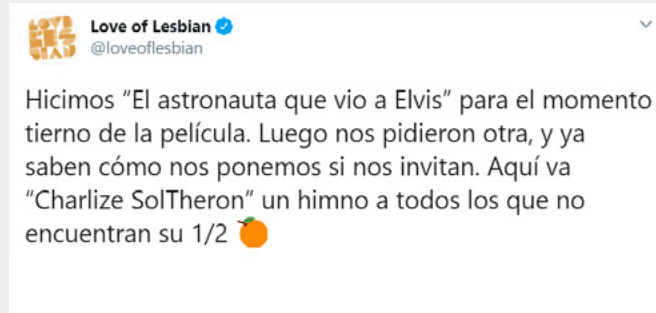 Love of Lesbian
@loveoflesbian
Hicimos “El astronauta que vio a Elvis” para el momento
tierno de la película. Luego nos pidieron otra, y ya
saben cómo nos ponemos si nos invitan. Aquí va
“Charlize SolTheron” un himno a todos los que no
encuentran su 1/2 🍊